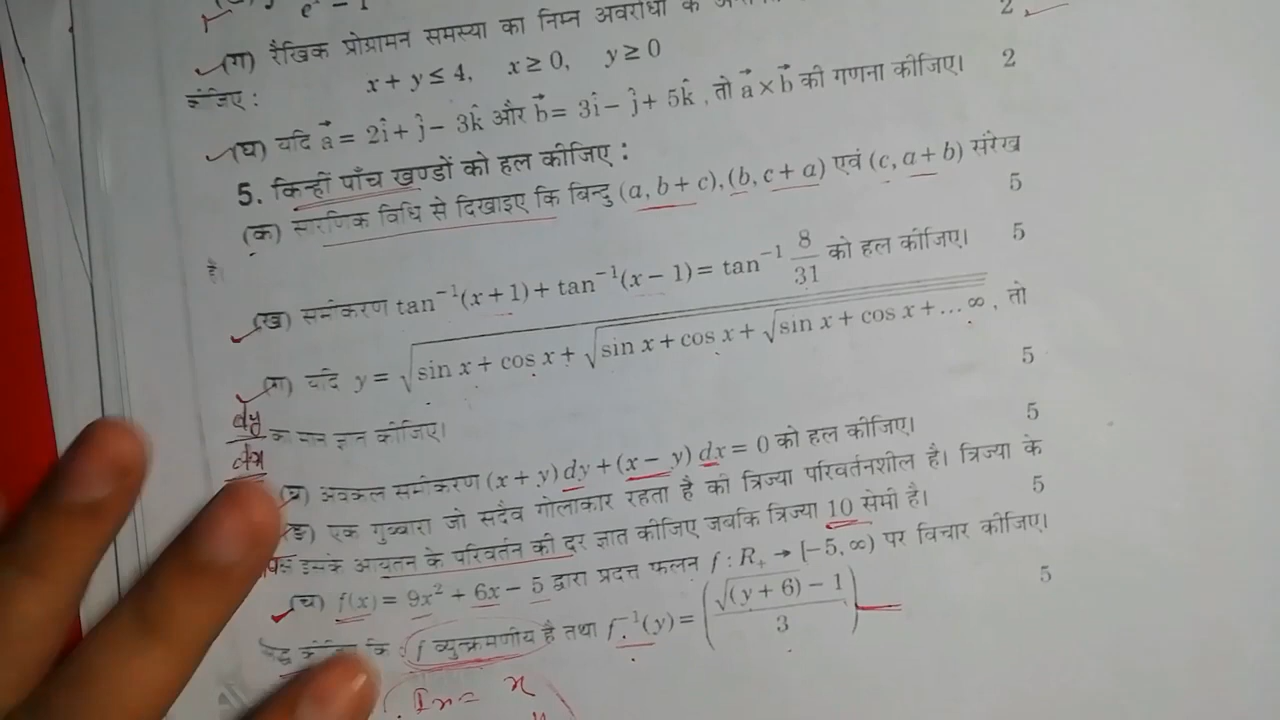 e^x − 1
(ग) रैखिक प्रोग्रामन समस्या का निम्न अवरोधों के 2
x + y ≤ 4, x ≥ 0, y ≥ 0
(घ) यदि a⃗ = 2î + ĵ − 3k̂ और b⃗ = 3î − ĵ + 5k̂, तो a⃗ × b⃗ की गणना कीजिए। 2
5. किन्हीं पाँच खण्डों को हल कीजिए :
(क) सारणिक विधि से दिखाइए कि बिन्दु (a, b + c), (b, c + a) एवं (c, a + b) संरेख
है। 5
(ख) समीकरण tan⁻¹(x + 1) + tan⁻¹(x − 1) = tan⁻¹ 8/31 को हल कीजिए। 5
(ग) यदि y = √(sin x + cos x + √(sin x + cos x + √(sin x + cos x + ...∞, तो
dy/dx का मान ज्ञात कीजिए। 5
(घ) अवकल समीकरण (x + y) dy + (x − y) dx = 0 को हल कीजिए। 5
(ङ) एक गुब्बारा जो सदैव गोलाकार रहता है की त्रिज्या परिवर्तनशील है। त्रिज्या के
इसके आयतन के परिवर्तन की दर ज्ञात कीजिए जबकि त्रिज्या 10 सेमी है। 5
(च) f(x) = 9x² + 6x − 5 द्वारा प्रदत्त फलन f : R₊ → [−5, ∞) पर विचार कीजिए।
कि f व्युत्क्रमणीय है तथा f⁻¹(y) = ((√(y + 6) − 1)/3) 5